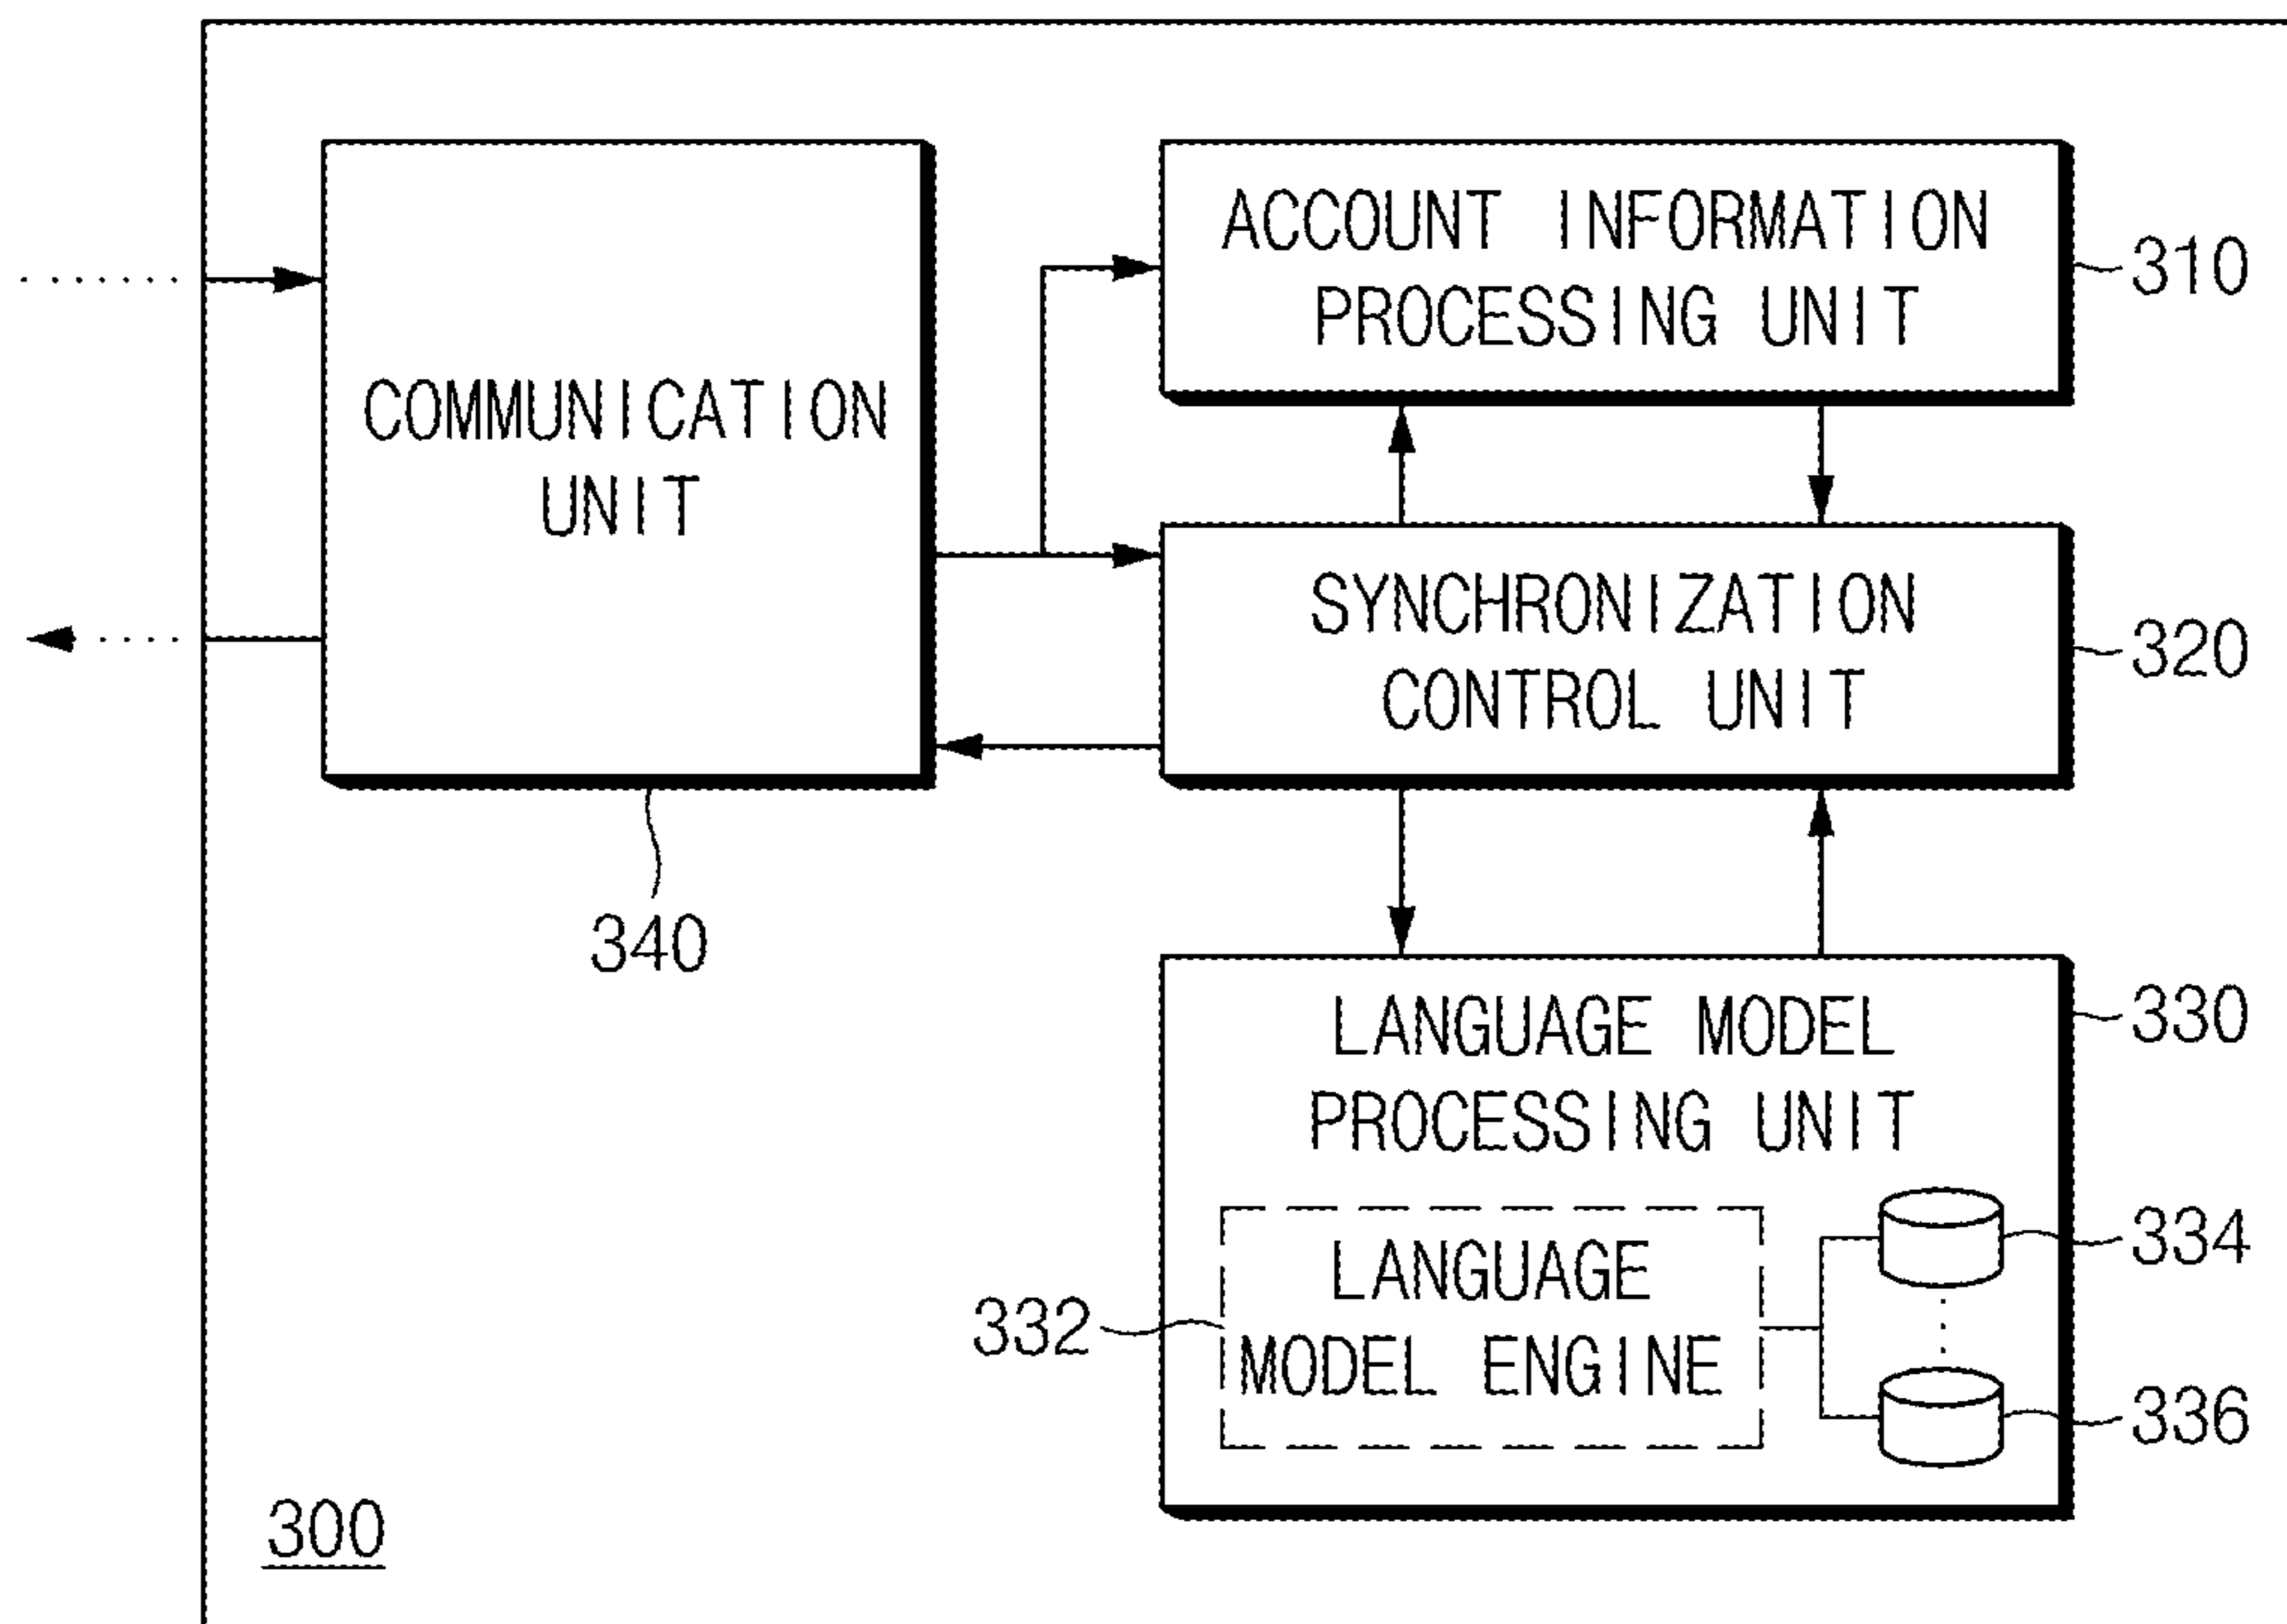 COMMUNICATION
UNIT
340
ACCOUNT INFORMATION
PROCESSING UNIT
310
SYNCHRONIZATION
CONTROL UNIT
320
LANGUAGE MODEL
PROCESSING UNIT
330
LANGUAGE
MODEL ENGINE
332
334
336
300